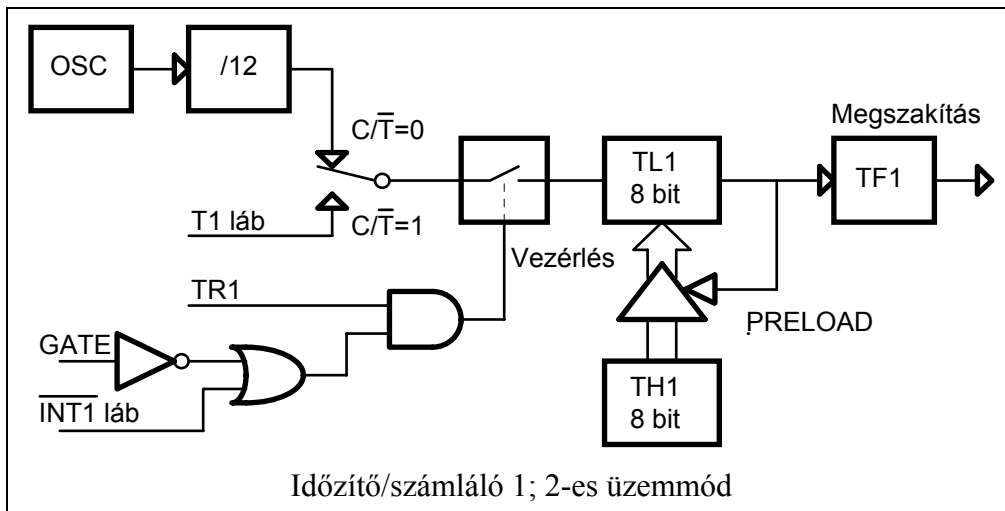 OSC
/12
C/T̅=0
T1 láb
C/T̅=1
TL1
8 bit
Megszakítás
TF1
Vezérlés
TR1
PRELOAD
GATE
I̅N̅T̅1̅ láb
TH1
8 bit
Időzítő/számláló 1; 2-es üzemmód